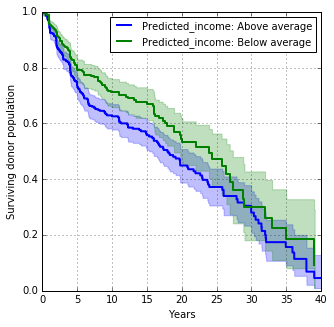 Predicted_income: Above average
Predicted_income: Below average
Surviving donor population
1.0
0.8
0.6
0.4
0.2
0.0
0 5 10 15 20 25 30 35 40
Years